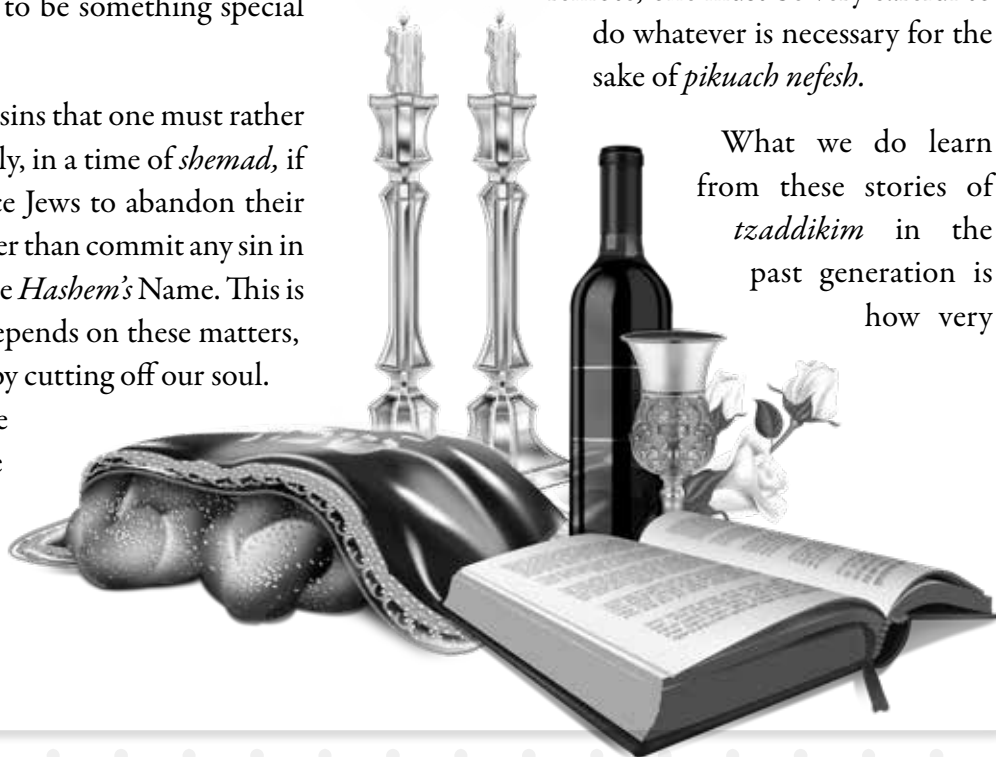 to be something special
sins that one must rather
ly, in a time of shemad, if
ce Jews to abandon their
er than commit any sin in
e Hashem's Name. This is
epends on these matters,
by cutting off our soul.
e
e
do whatever is necessary for the
sake of pikuach nefesh.
What we do learn
from these stories of
tzaddikim in the
past generation is
how very